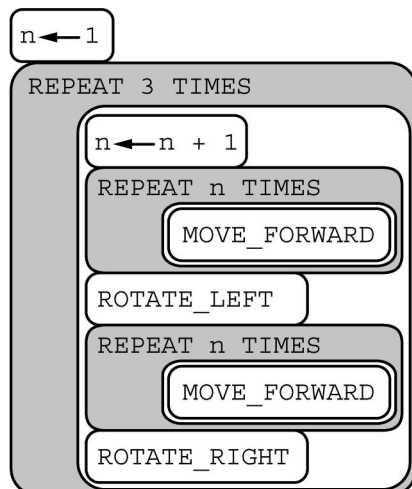 n ← 1
REPEAT 3 TIMES
n ← n + 1
REPEAT n TIMES
MOVE_FORWARD
ROTATE_LEFT
REPEAT n TIMES
MOVE_FORWARD
ROTATE_RIGHT